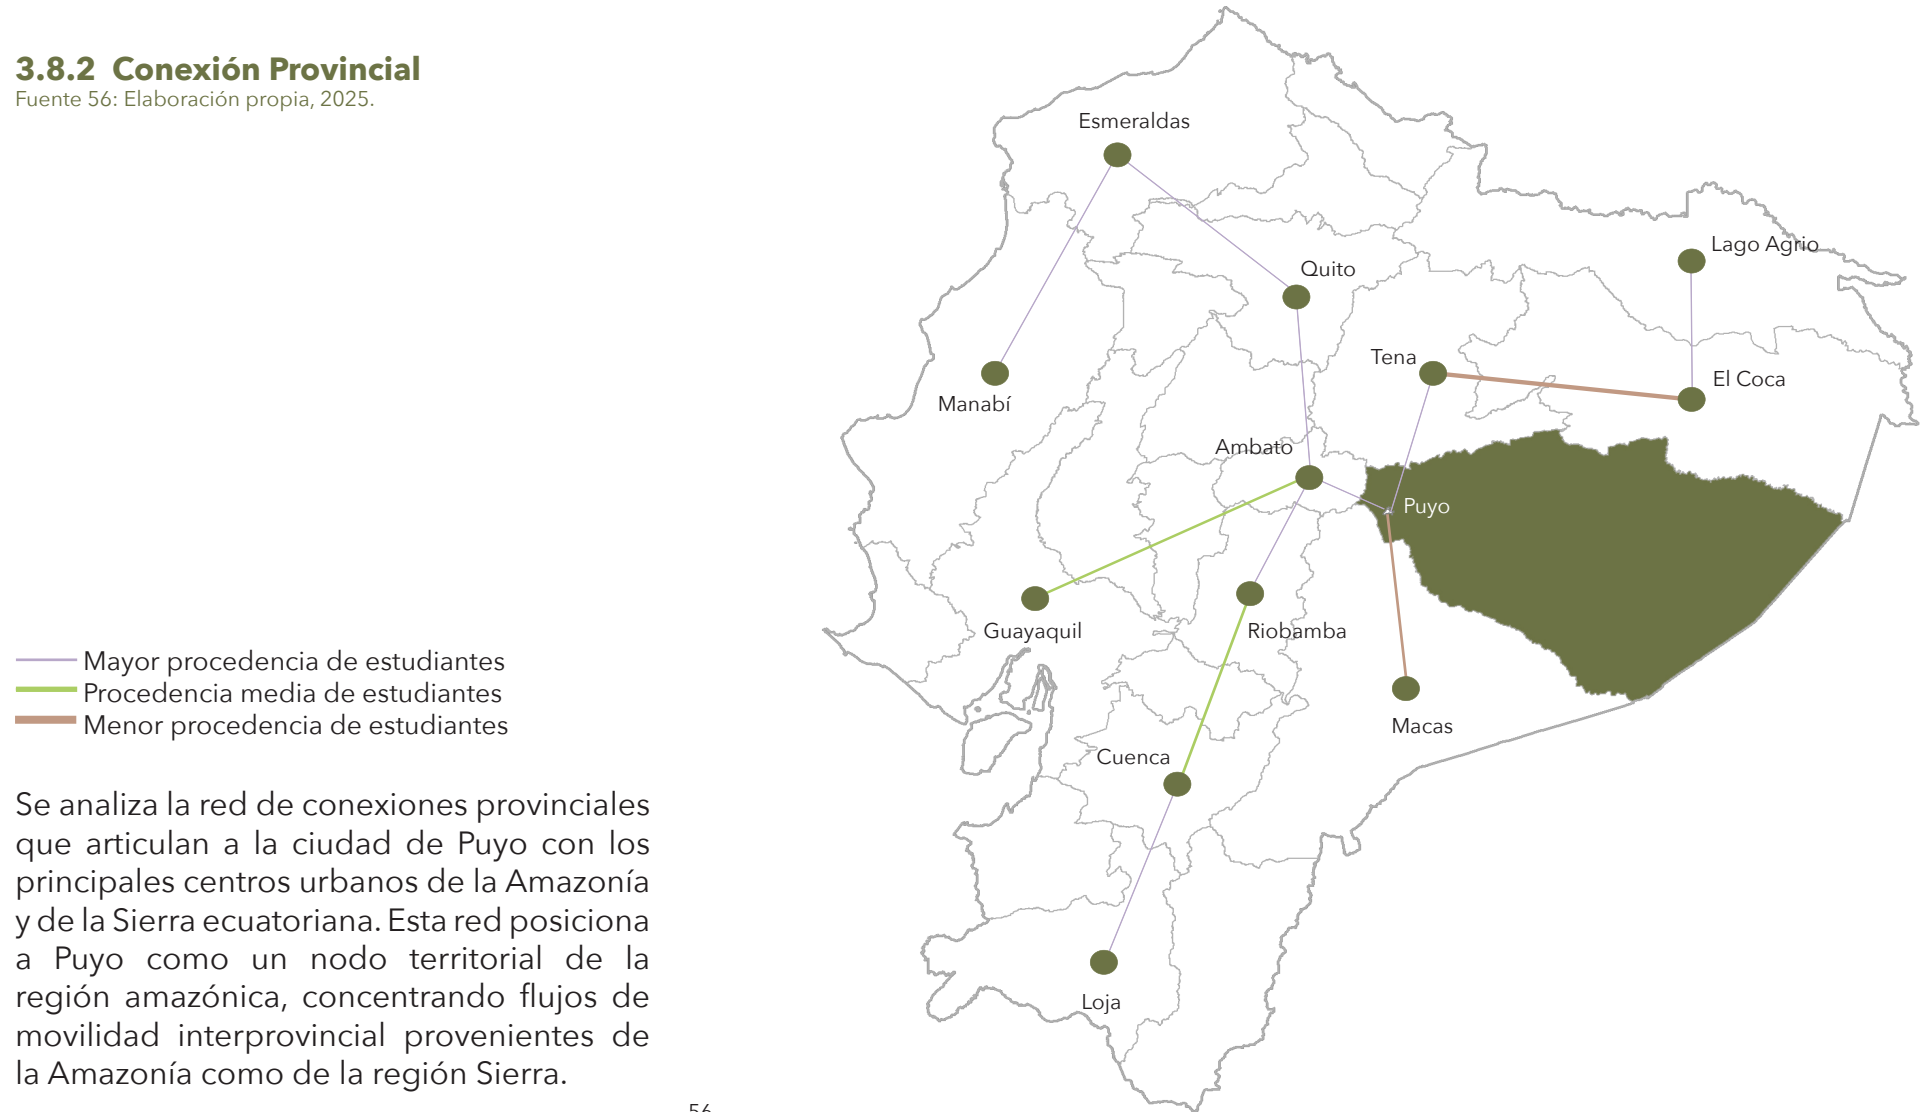 3.8.2 Conexión Provincial
Fuente 56: Elaboración propia, 2025.
Esmeraldas
Lago Agrio
Quito
Tena
El Coca
Manabí
Ambato
Puyo
Guayaquil
Riobamba
Macas
Cuenca
Loja
Mayor procedencia de estudiantes
Procedencia media de estudiantes
Menor procedencia de estudiantes
Se analiza la red de conexiones provinciales
que articulan a la ciudad de Puyo con los
principales centros urbanos de la Amazonía
y de la Sierra ecuatoriana. Esta red posiciona
a Puyo como un nodo territorial de la
región amazónica, concentrando flujos de
movilidad interprovincial provenientes de
la Amazonía como de la región Sierra.
56